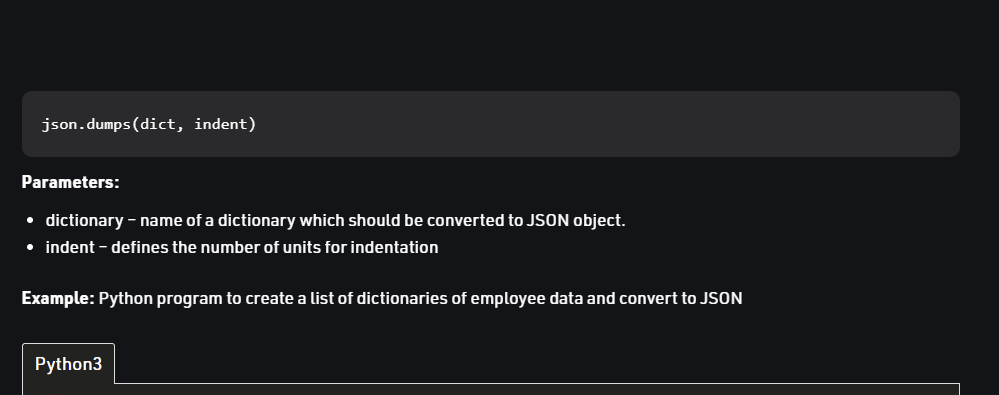 json.dumps(dict, indent)
Parameters:
• dictionary – name of a dictionary which should be converted to JSON object.
• indent – defines the number of units for indentation
Example: Python program to create a list of dictionaries of employee data and convert to JSON
Python3